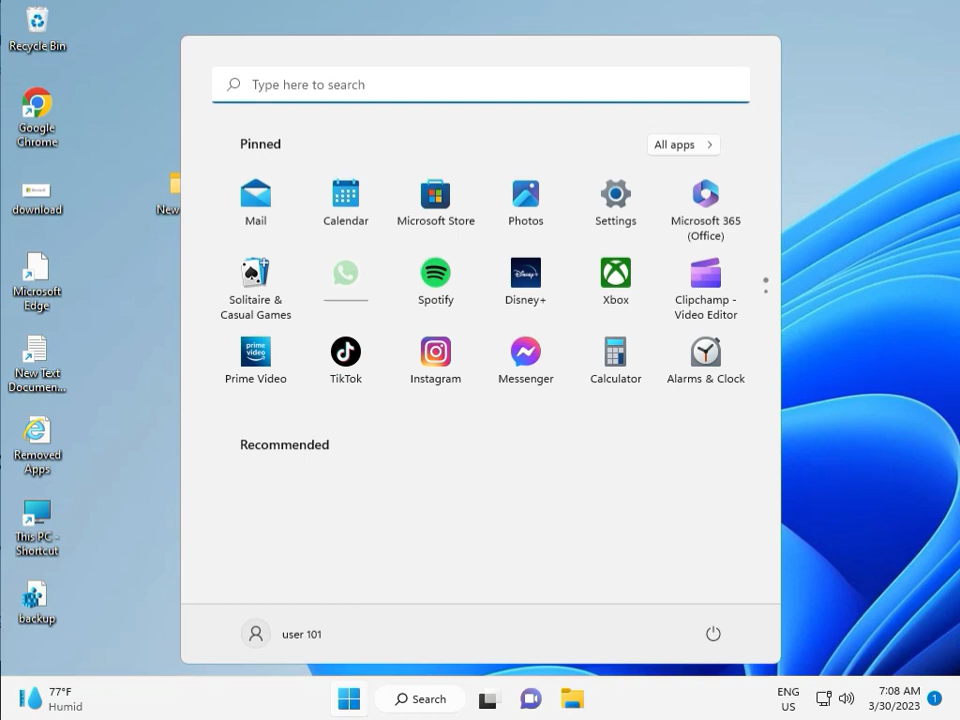 Recycle Bin
Google
Chrome
download
New
Microsoft
Edge
New Text
Documen...
Removed
Apps
This PC -
Shortcut
backup
Type here to search
Pinned
All apps
Mail
Calendar
Microsoft Store
Photos
Settings
Microsoft 365
(Office)
Solitaire &
Casual Games
Spotify
Disney+
Disney+
Xbox
Clipchamp -
Video Editor
prime
video
Prime Video
TikTok
Instagram
Messenger
Calculator
Alarms & Clock
Recommended
user 101
77°F
Humid
Search
ENG
US
7:08 AM
3/30/2023
1